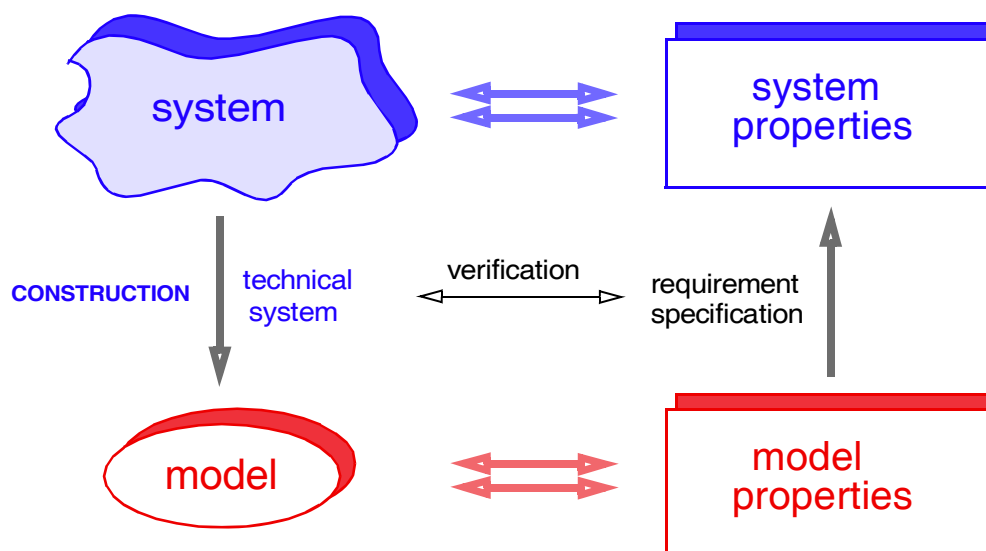 system
system
properties
verification
CONSTRUCTION
technical
system
requirement
specification
model
model
properties